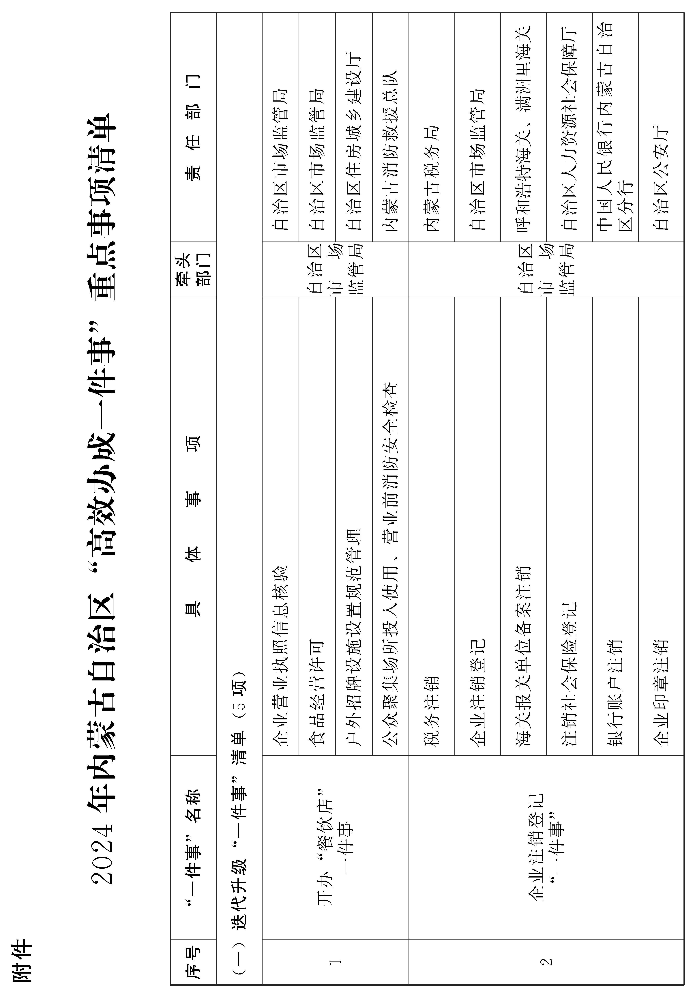 附件
2024 年内蒙古自治区 “高效办成一件事” 重点事项清单
序号
“一件事” 名称
具 体 事 项
牵头
部门
责 任 部 门
（一） 迭代升级 “一件事” 清单（5 项）
1
开办 “餐饮店”
一件事
企业营业执照信息核验
自治区
市 场
监管局
自治区市场监管局
食品经营许可
自治区市场监管局
户外招牌设施设置规范管理
自治区住房城乡建设厅
公众聚集场所投入使用、营业前消防安全检查
内蒙古消防救援总队
2
企业注销登记
“一件事”
税务注销
自治区
市 场
监管局
内蒙古税务局
企业注销登记
自治区市场监管局
海关报关单位备案注销
呼和浩特海关、满洲里海关
注销社会保险登记
自治区人力资源社会保障厅
银行账户注销
中国人民银行内蒙古自治
区分行
企业印章注销
自治区公安厅